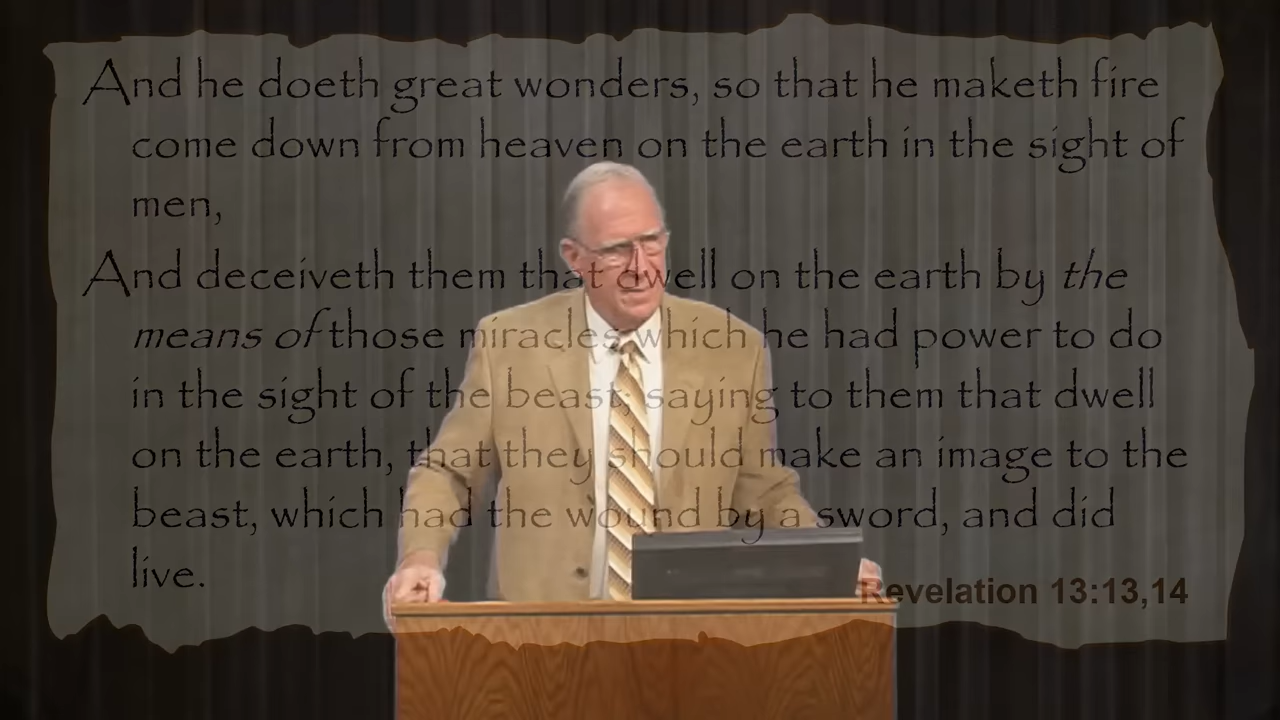 And he doeth great wonders, so that he maketh fire
come down from heaven on the earth in the sight of
men,
And deceiveth them that dwell on the earth by the
means of those miracles which he had power to do
in the sight of the beast; saying to them that dwell
on the earth, that they should make an image to the
beast, which had the wound by a sword, and did
live.
Revelation 13:13,14